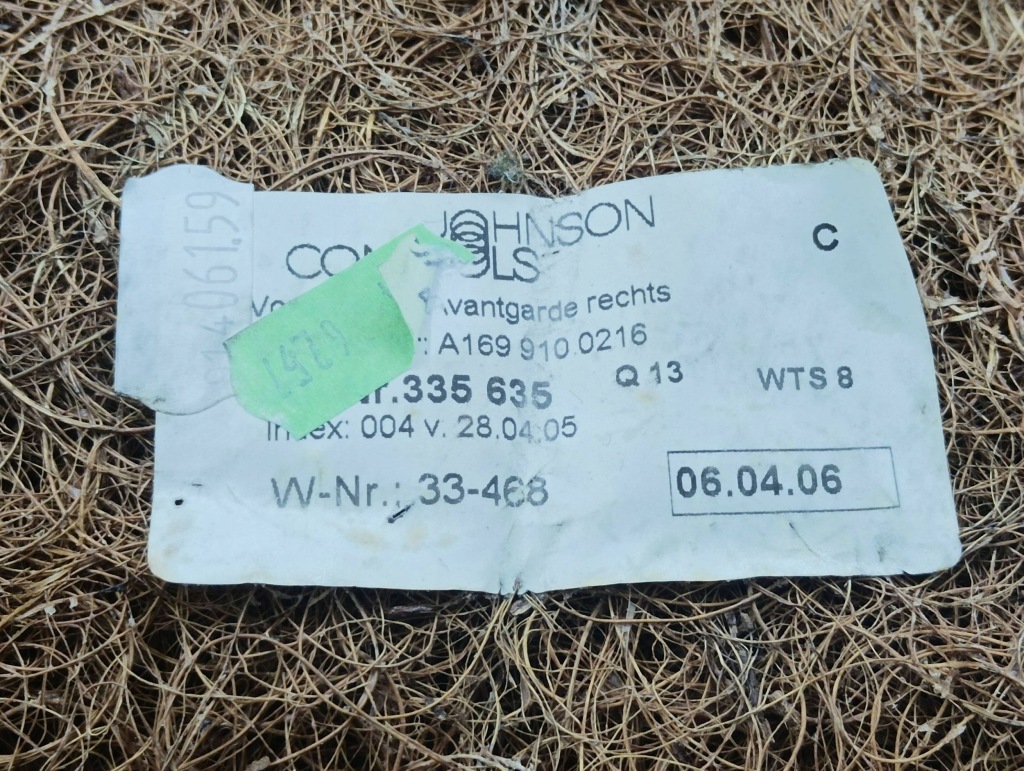 JOHNSON
C
Avantgarde rechts
: A169 910 0216
Nr. 335 635
Q 13
WTS 8
Index: 004 v. 28.04.05
W-Nr.: 33-468
06.04.06